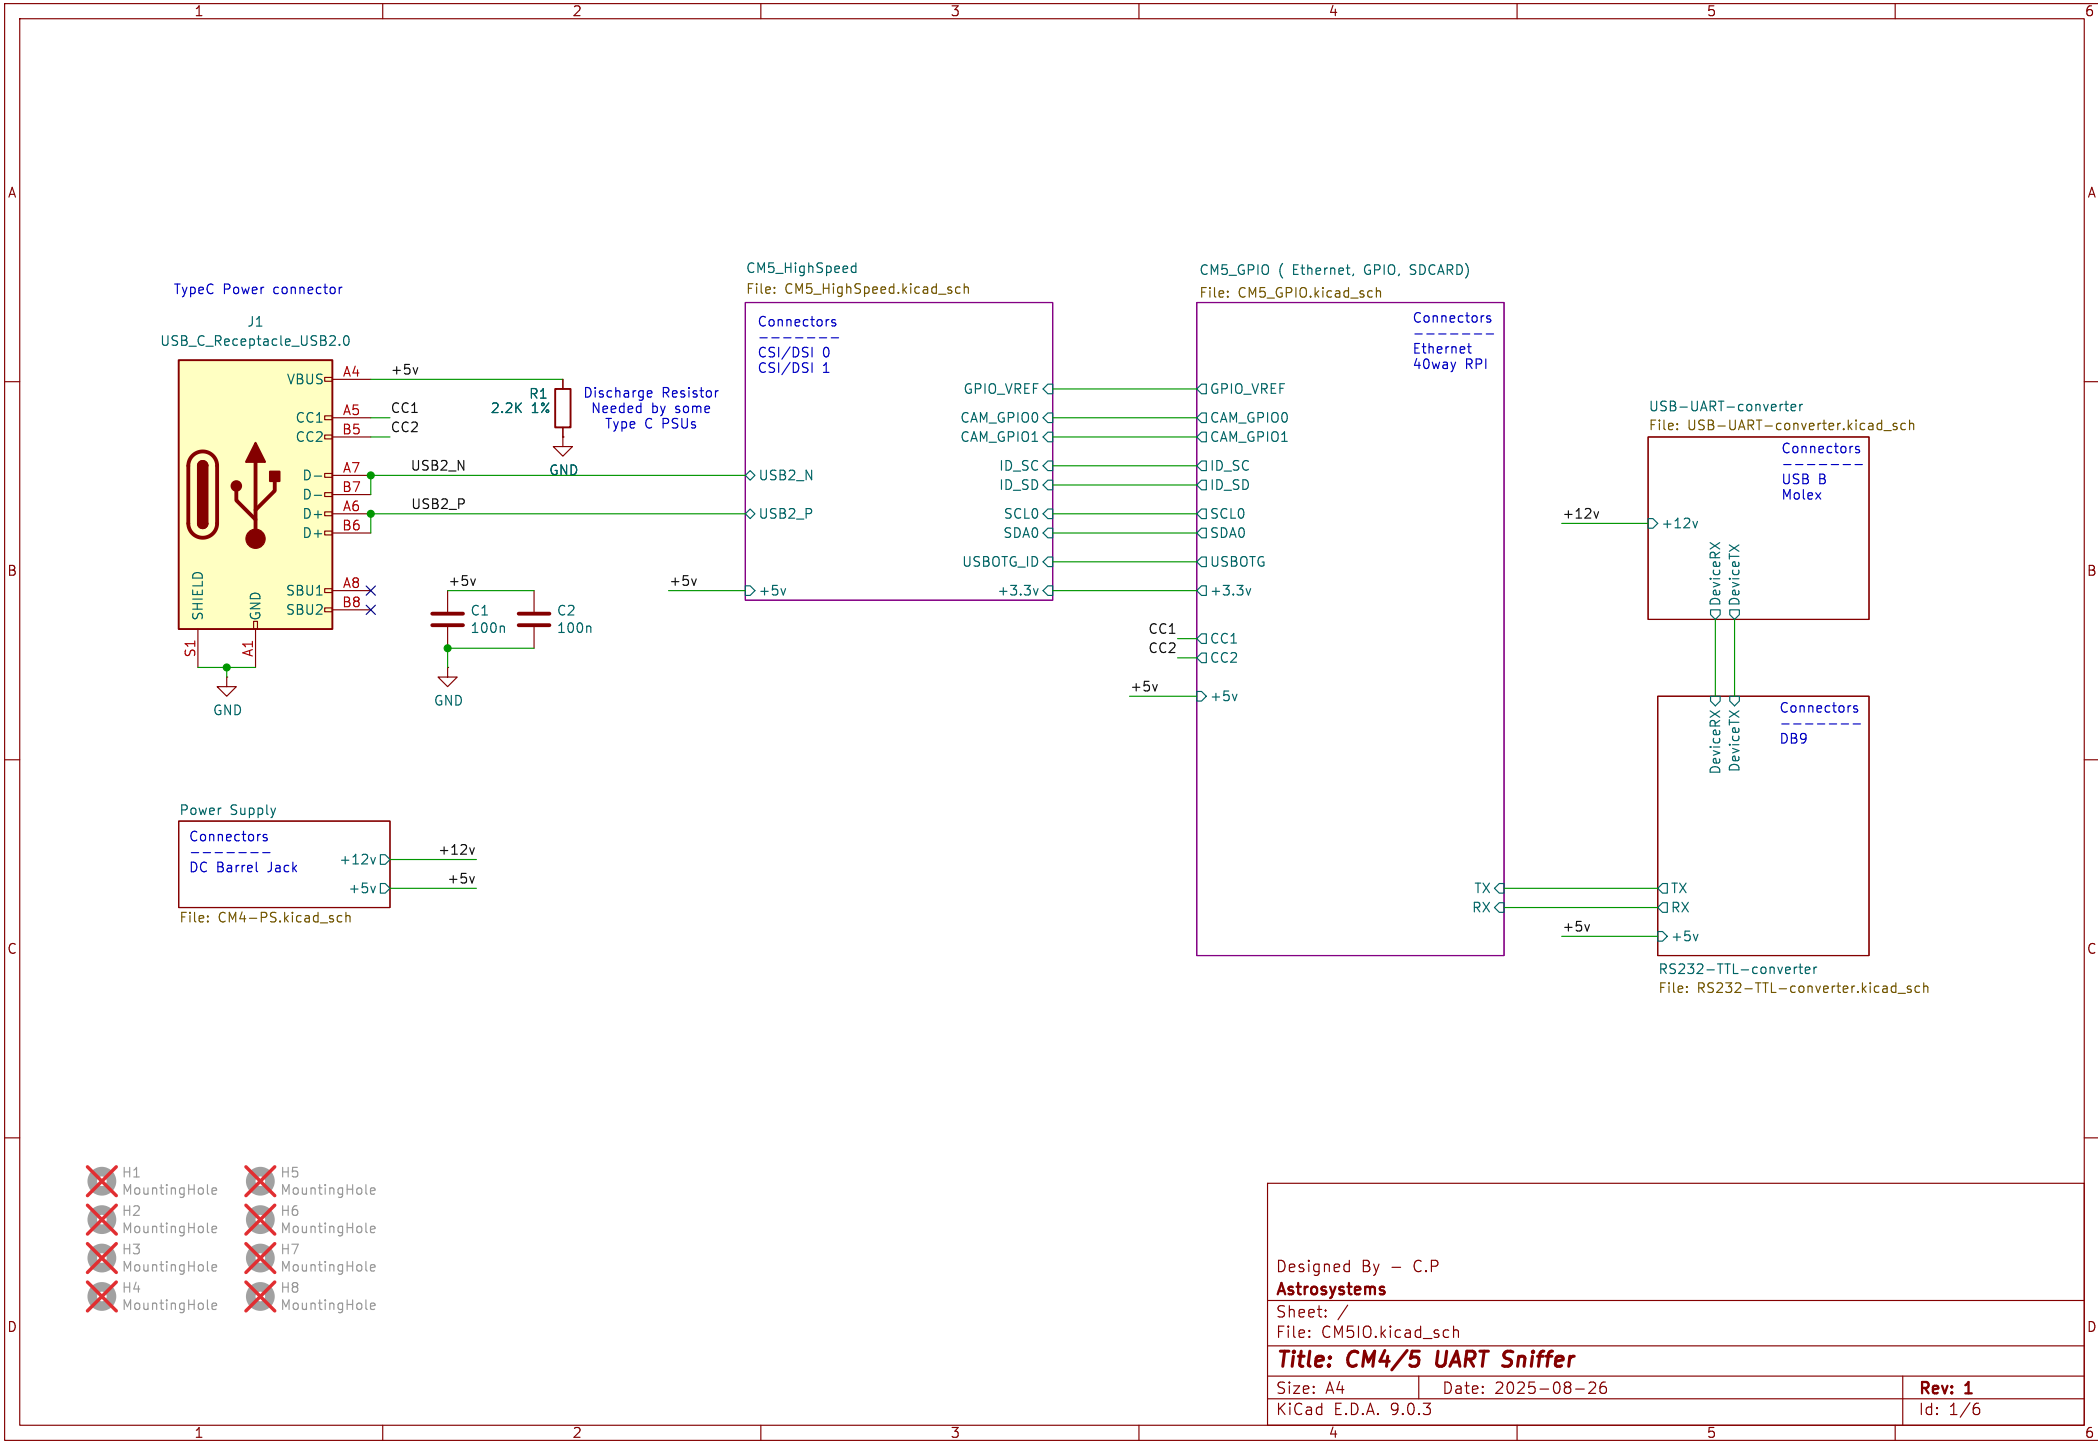 1 2 3 4 5 6
A
B
C
D
A
B
C
D
1 2 3 4 5 6
TypeC Power connector
J1
USB_C_Receptacle_USB2.0
VBUS A4 +5v
CC1 A5 CC1
CC2 B5 CC2
D- A7 USB2_N
D- B7
D+ A6 USB2_P
D+ B6
SBU1 A8
SBU2 B8
SHIELD
GND
S1
A1
GND
R1
2.2K 1%
GND
Discharge Resistor
Needed by some
Type C PSUs
+5v
C1
100n
C2
100n
GND
CM5_HighSpeed
File: CM5_HighSpeed.kicad_sch
Connectors
-------
CSI/DSI 0
CSI/DSI 1
USB2_N
USB2_P
+5v
+5v
GPIO_VREF
CAM_GPIO0
CAM_GPIO1
ID_SC
ID_SD
SCL0
SDA0
USBOTG_ID
+3.3v
CM5_GPIO ( Ethernet, GPIO, SDCARD)
File: CM5_GPIO.kicad_sch
Connectors
-------
Ethernet
40way RPI
GPIO_VREF
CAM_GPIO0
CAM_GPIO1
ID_SC
ID_SD
SCL0
SDA0
USBOTG
+3.3v
CC1 CC1
CC2 CC2
+5v +5v
TX
RX
USB-UART-converter
File: USB-UART-converter.kicad_sch
Connectors
-------
USB B
Molex
+12v +12v
DeviceRX
DeviceTX
DeviceRX
DeviceTX
Connectors
-------
DB9
TX
RX
+5v +5v
RS232-TTL-converter
File: RS232-TTL-converter.kicad_sch
Power Supply
Connectors
-------
DC Barrel Jack
+12v +12v
+5v +5v
File: CM4-PS.kicad_sch
H1
MountingHole
H2
MountingHole
H3
MountingHole
H4
MountingHole
H5
MountingHole
H6
MountingHole
H7
MountingHole
H8
MountingHole
Designed By - C.P
Astrosystems
Sheet: /
File: CM5IO.kicad_sch
Title: CM4/5 UART Sniffer
Size: A4 Date: 2025-08-26 Rev: 1
KiCad E.D.A. 9.0.3 Id: 1/6